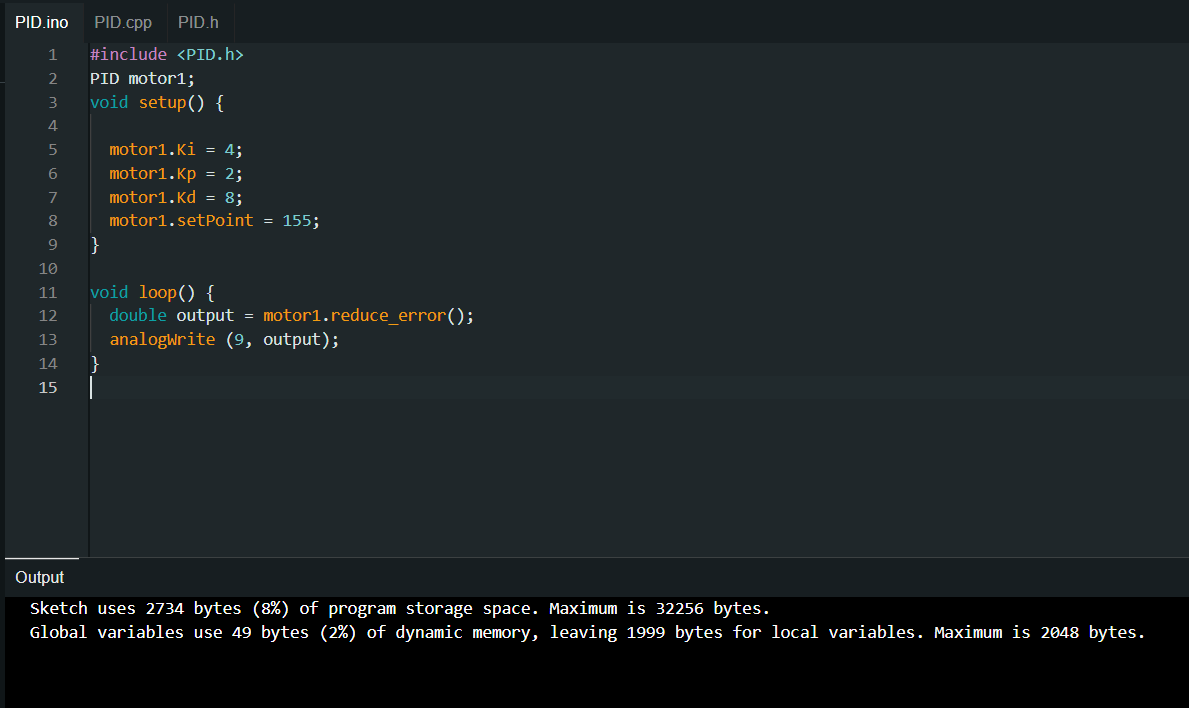 PID.ino PID.cpp PID.h
1 #include <PID.h>
2 PID motor1;
3 void setup() {
4
5 motor1.Ki = 4;
6 motor1.Kp = 2;
7 motor1.Kd = 8;
8 motor1.setPoint = 155;
9 }
10
11 void loop() {
12 double output = motor1.reduce_error();
13 analogWrite (9, output);
14 }
15
Output
Sketch uses 2734 bytes (8%) of program storage space. Maximum is 32256 bytes.
Global variables use 49 bytes (2%) of dynamic memory, leaving 1999 bytes for local variables. Maximum is 2048 bytes.